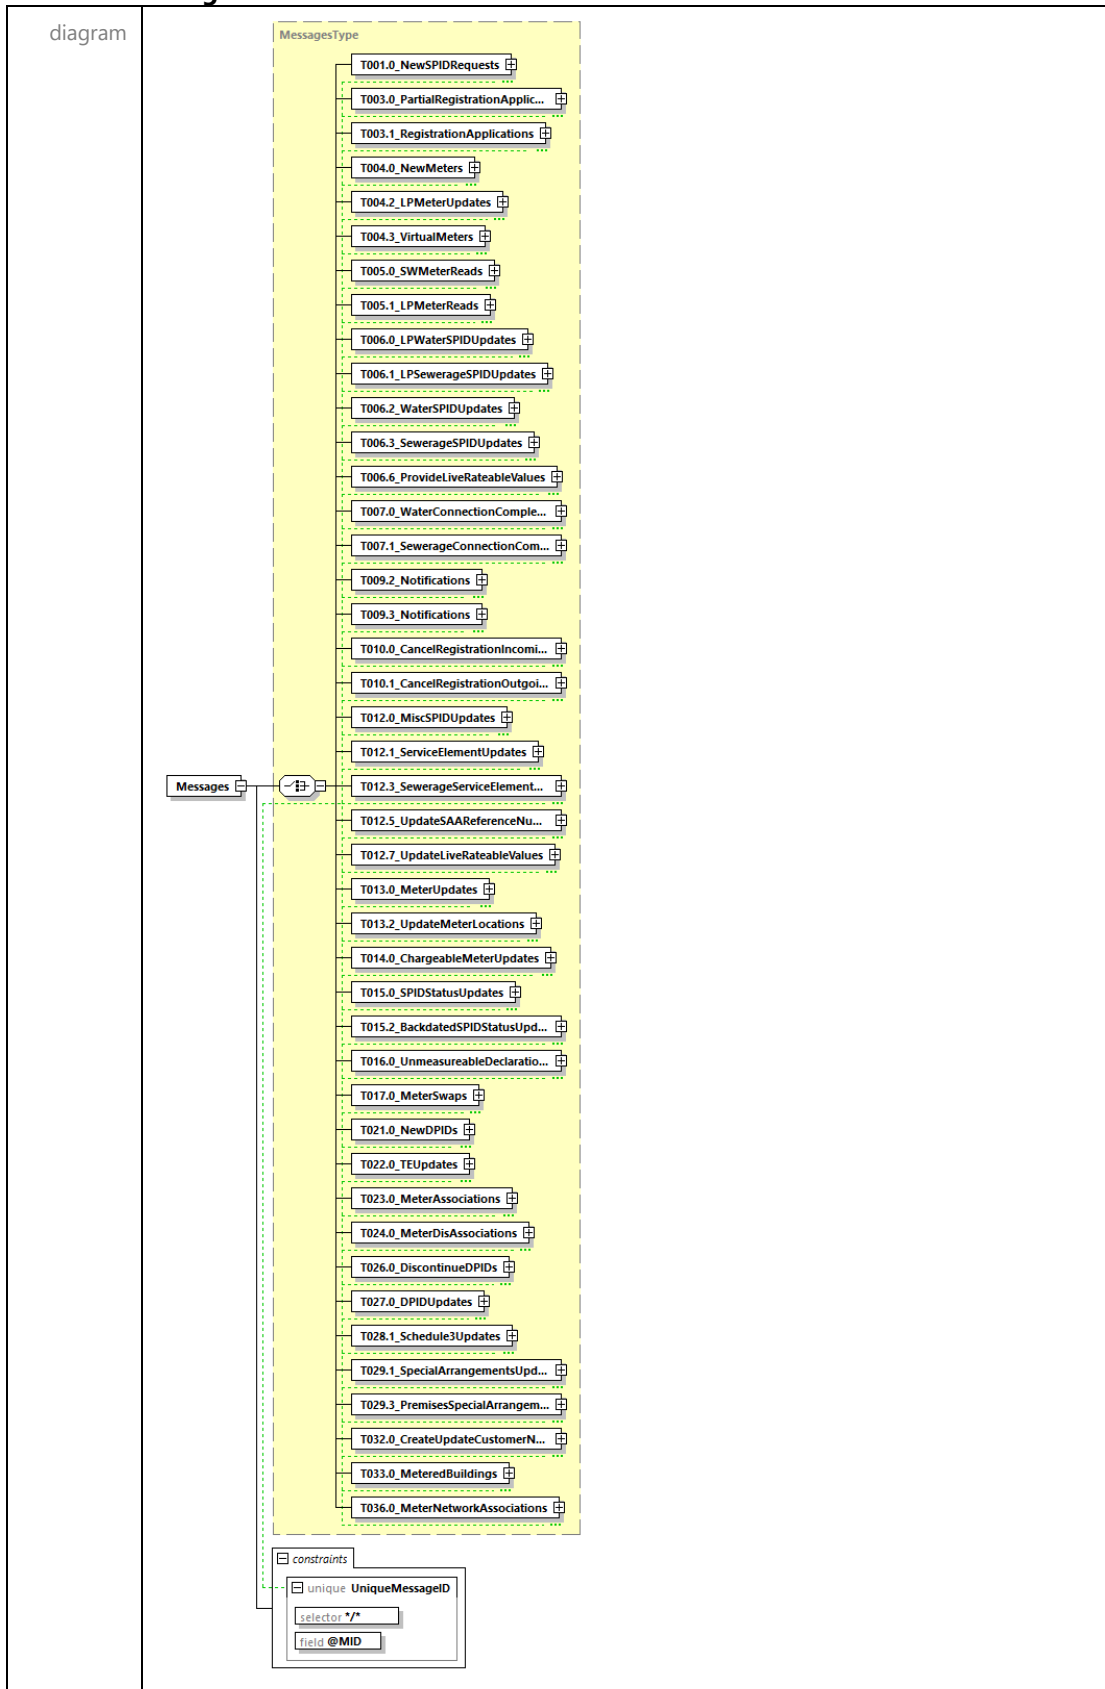 diagram
MessagesType
T001.0_NewSPIDRequests
T003.0_PartialRegistrationApplic...
T003.1_RegistrationApplications
T004.0_NewMeters
T004.2_LPMeterUpdates
T004.3_VirtualMeters
T005.0_SWMeterReads
T005.1_LPMeterReads
T006.0_LPWaterSPIDUpdates
T006.1_LPSewerageSPIDUpdates
T006.2_WaterSPIDUpdates
T006.3_SewerageSPIDUpdates
T006.6_ProvideLiveRateableValues
T007.0_WaterConnectionComple...
T007.1_SewerageConnectionCom...
T009.2_Notifications
T009.3_Notifications
T010.0_CancelRegistrationIncomi...
T010.1_CancelRegistrationOutgoi...
T012.0_MiscSPIDUpdates
T012.1_ServiceElementUpdates
Messages
T012.3_SewerageServiceElement...
T012.5_UpdateSAAReferenceNu...
T012.7_UpdateLiveRateableValues
T013.0_MeterUpdates
T013.2_UpdateMeterLocations
T014.0_ChargeableMeterUpdates
T015.0_SPIDStatusUpdates
T015.2_BackdatedSPIDStatusUpd...
T016.0_UnmeasureableDeclaratio...
T017.0_MeterSwaps
T021.0_NewDPIDs
T022.0_TEUpdates
T023.0_MeterAssociations
T024.0_MeterDisAssociations
T026.0_DiscontinueDPIDs
T027.0_DPIDUpdates
T028.1_Schedule3Updates
T029.1_SpecialArrangementsUpd...
T029.3_PremisesSpecialArrangem...
T032.0_CreateUpdateCustomerN...
T033.0_MeteredBuildings
T036.0_MeterNetworkAssociations
constraints
unique UniqueMessageID
selector */*
field @MID